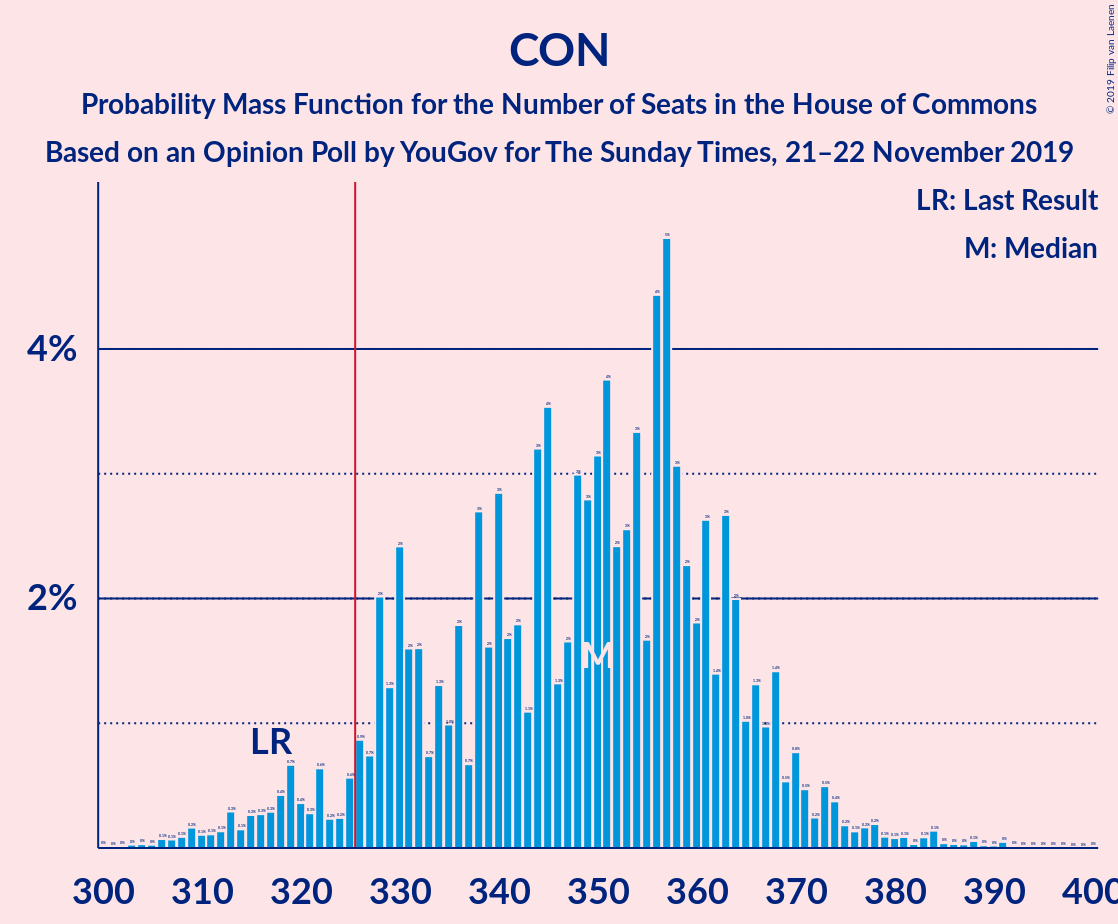 CON
Probability Mass Function for the Number of Seats in the House of Commons
Based on an Opinion Poll by YouGov for The Sunday Times, 21–22 November 2019
© 2019 Filip van Laenen
LR: Last Result
M: Median
4%
2%
LR
M
300 310 320 330 340 350 360 370 380 390 400